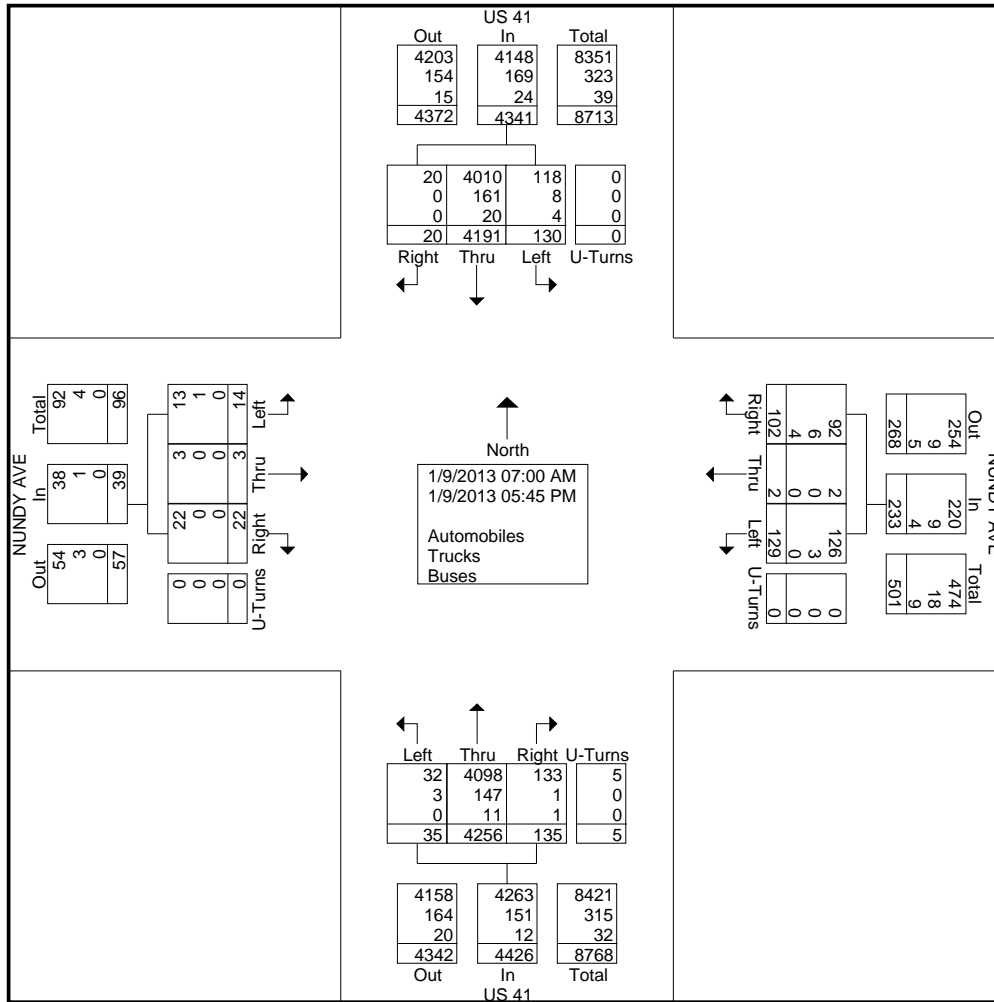 US 41
Out In Total
4203 4148 8351
154 169 323
15 24 39
4372 4341 8713
20 4010 118 0
0 161 8 0
0 20 4 0
20 4191 130 0
Right Thru Left U-Turns
NUNDY AVE
Total
92 4 0 96
In
38 1 0 39
Out
54 3 0 57
13 1 0 14
Left
3 0 0 3
Thru
22 0 0 22
Right
0 0 0 0
U-Turns
North
1/9/2013 07:00 AM
1/9/2013 05:45 PM
Automobiles
Trucks
Buses
Right
92 6 4 102
Thru
2 0 0 2
Left
126 3 0 129
U-Turns
0 0 0 0
Out
254 9 5 268
In
220 9 4 233
Total
474 18 9 501
NUNDY AVE
Left Thru Right U-Turns
32 4098 133 5
3 147 1 0
0 11 1 0
35 4256 135 5
4158 4263 8421
164 151 315
20 12 32
4342 4426 8768
Out In Total
US 41